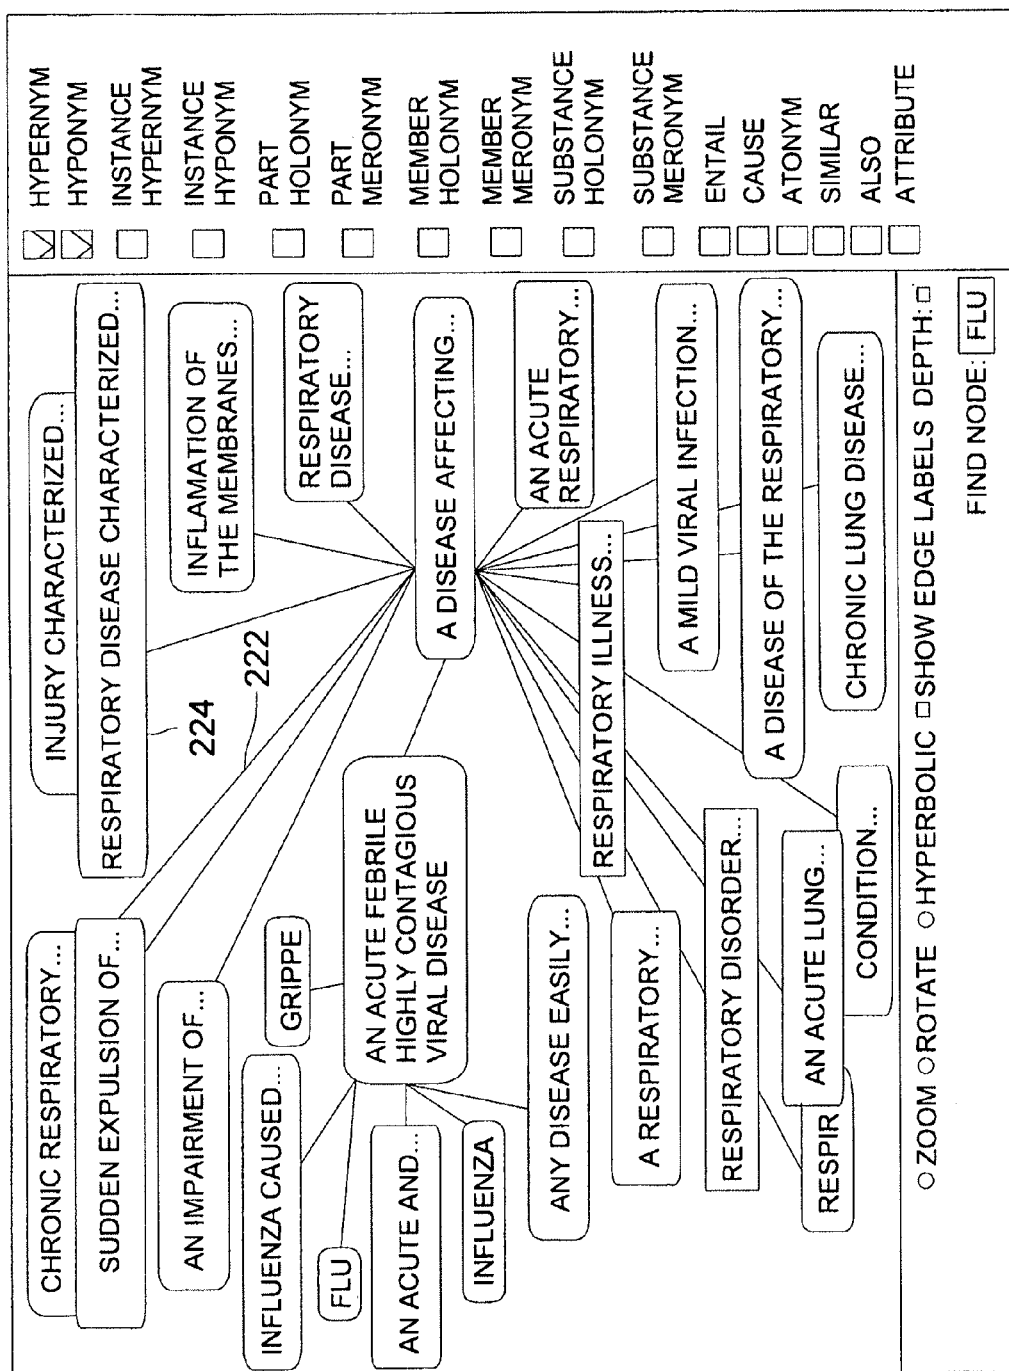 CHRONIC RESPIRATORY...
SUDDEN EXPULSION OF...
AN IMPAIRMENT OF...
INFLUENZA CAUSED...
FLU
AN ACUTE AND...
INFLUENZA
GRIPPE
AN ACUTE FEBRILE
HIGHLY CONTAGIOUS
VIRAL DISEASE
ANY DISEASE EASILY...
A RESPIRATORY...
RESPIRATORY DISORDER...
RESPIR
AN ACUTE LUNG...
CONDITION...
INJURY CHARACTERIZED...
RESPIRATORY DISEASE CHARACTERIZED...
224
222
INFLAMATION OF
THE MEMBRANES...
RESPIRATORY
DISEASE...
A DISEASE AFFECTING...
AN ACUTE
RESPIRATORY...
RESPIRATORY ILLNESS...
A MILD VIRAL INFECTION...
A DISEASE OF THE RESPIRATORY...
CHRONIC LUNG DISEASE...
HYPERNYM
HYPONYM
INSTANCE
HYPERNYM
INSTANCE
HYPONYM
PART
HOLONYM
PART
MERONYM
MEMBER
HOLONYM
MEMBER
MERONYM
SUBSTANCE
HOLONYM
SUBSTANCE
MERONYM
ENTAIL
CAUSE
ATONYM
SIMILAR
ALSO
ATTRIBUTE
ZOOM ROTATE HYPERBOLIC SHOW EDGE LABELS DEPTH:
FIND NODE: FLU